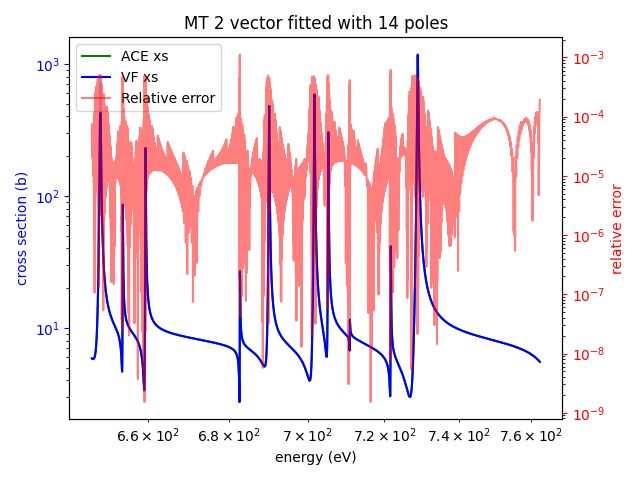 MT 2 vector fitted with 14 poles
ACE xs
VF xs
Relative error
cross section (b)
10³
10²
10¹
10⁻³
10⁻⁴
10⁻⁵
10⁻⁶
10⁻⁷
10⁻⁸
10⁻⁹
relative error
6.6 × 10² 6.8 × 10² 7 × 10² 7.2 × 10² 7.4 × 10² 7.6 × 10²
energy (eV)